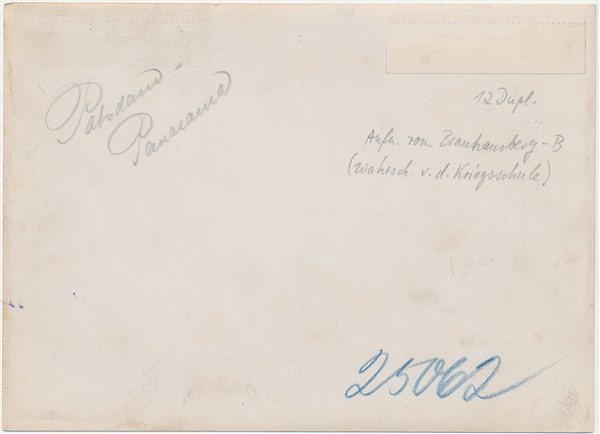 Potsdam -
Panorama
12 Dupl.
Aufn. vom Brauhausberg - B
(wahrsch. v. d. Kriegsschule)
25062